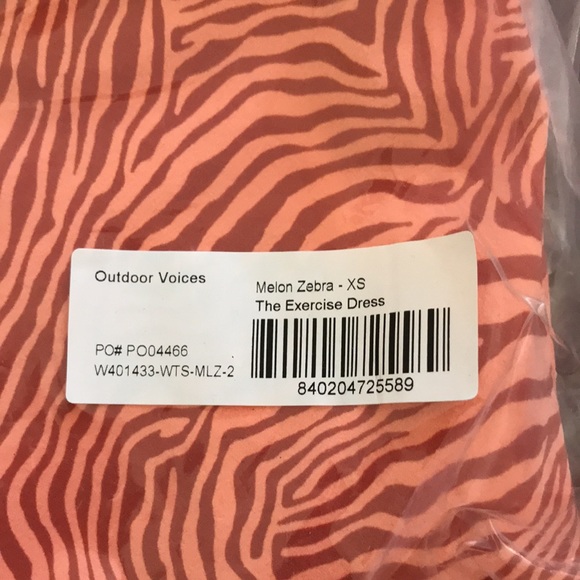 Outdoor Voices
Melon Zebra - XS
The Exercise Dress
PO# PO04466
W401433-WTS-MLZ-2
840204725589